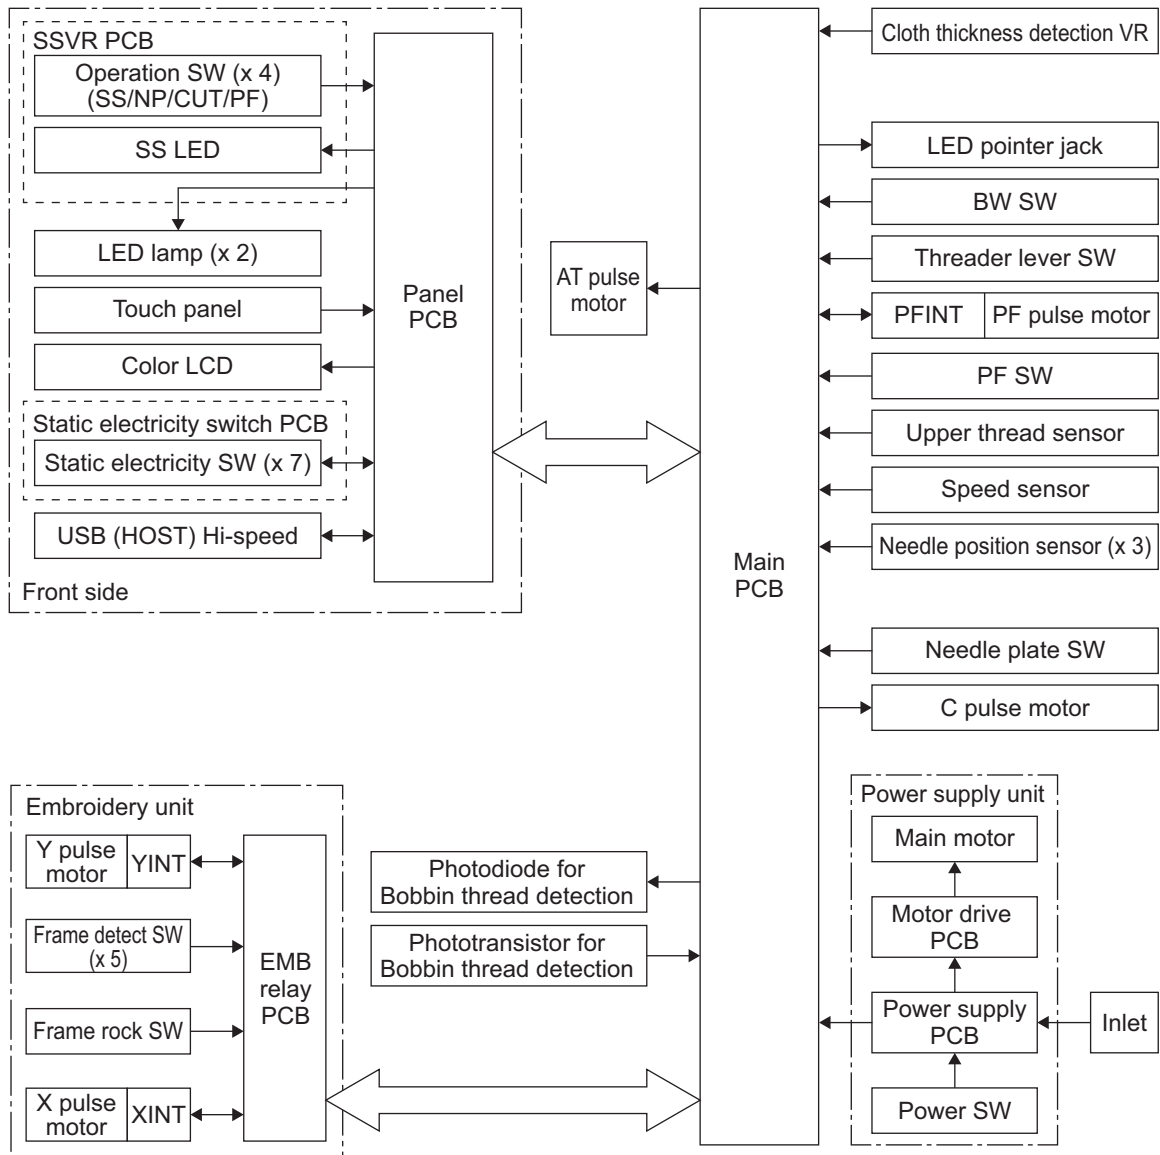 SSVR PCB
Operation SW (x 4)
(SS/NP/CUT/PF)
SS LED
LED lamp (x 2)
Touch panel
Color LCD
Static electricity switch PCB
Static electricity SW (x 7)
USB (HOST) Hi-speed
Front side
Panel
PCB
AT pulse
motor
Main
PCB
Cloth thickness detection VR
LED pointer jack
BW SW
Threader lever SW
PFINT
PF pulse motor
PF SW
Upper thread sensor
Speed sensor
Needle position sensor (x 3)
Needle plate SW
C pulse motor
Embroidery unit
Y pulse
motor
YINT
Frame detect SW
(x 5)
Frame rock SW
X pulse
motor
XINT
EMB
relay
PCB
Photodiode for
Bobbin thread detection
Phototransistor for
Bobbin thread detection
Power supply unit
Main motor
Motor drive
PCB
Power supply
PCB
Power SW
Inlet